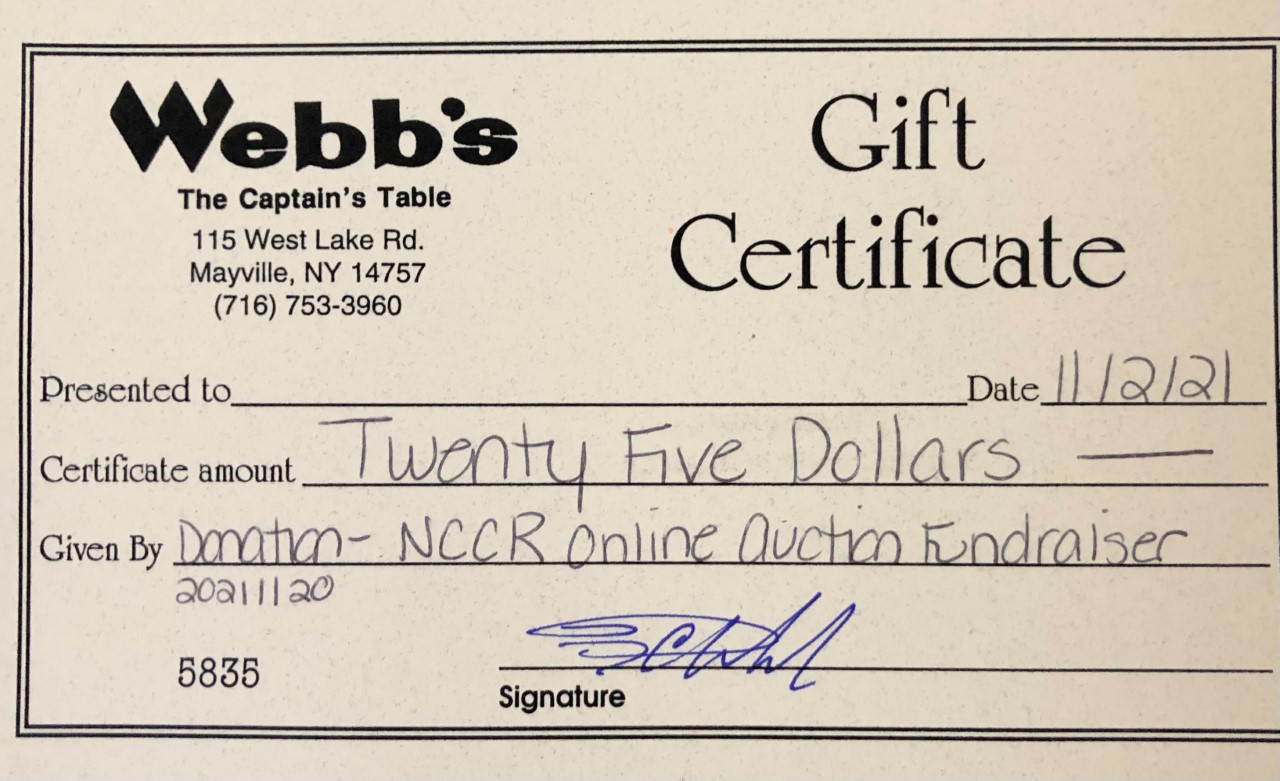 Webb's
The Captain's Table
115 West Lake Rd.
Mayville, NY 14757
(716) 753-3960
Gift
Certificate
Presented to Date 11/2/21
Certificate amount Twenty Five Dollars —
Given By Donation- NCCR Online Auction Fundraiser
20211120
5835
Signature